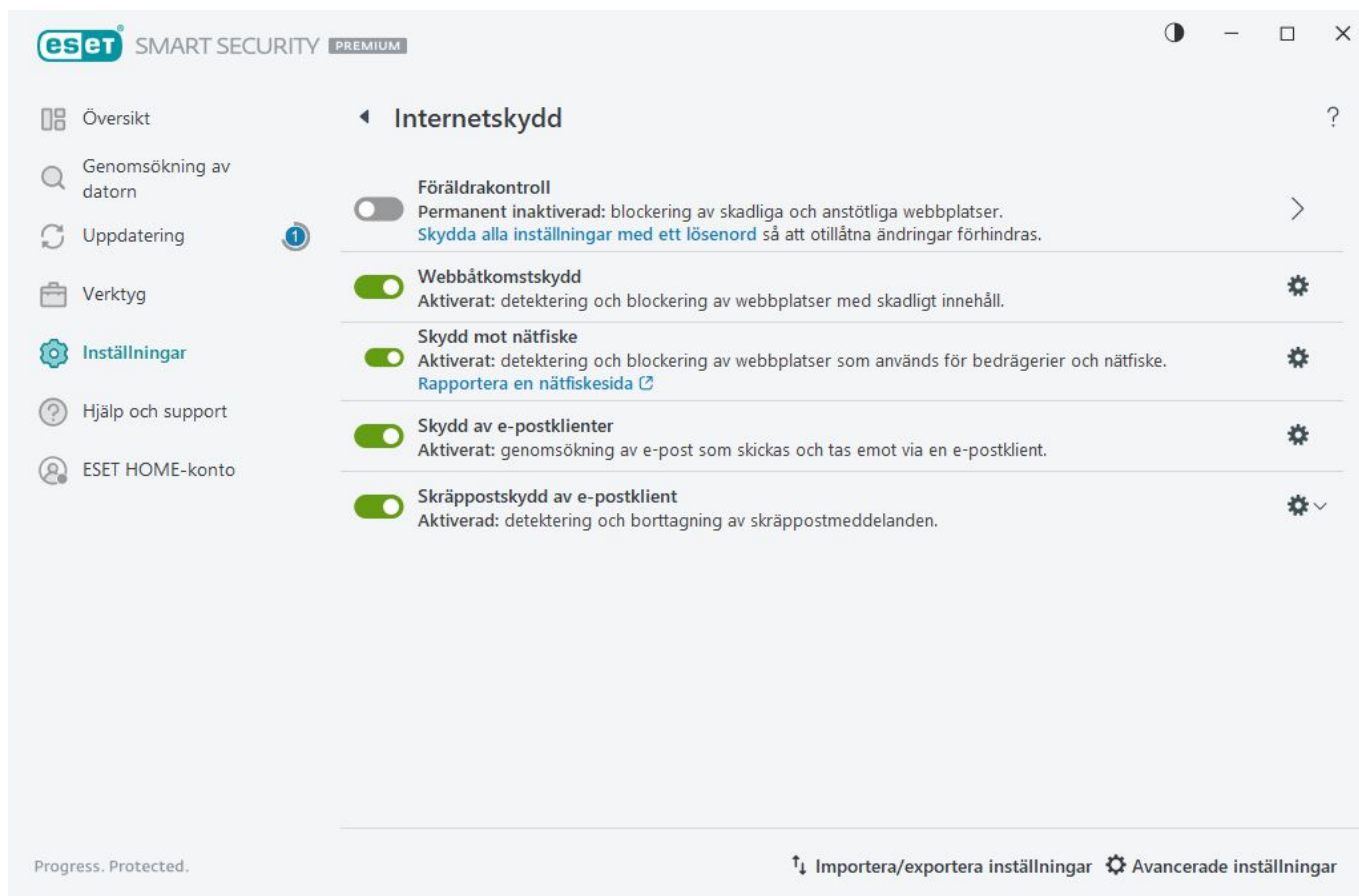 eseT® SMART SECURITY PREMIUM
Översikt
Genomsökning av
datorn
Uppdatering 1
Verktyg
Inställningar
Hjälp och support
ESET HOME-konto
Internetskydd ?
Föräldrakontroll
Permanent inaktiverad: blockering av skadliga och anstötliga webbplatser.
Skydda alla inställningar med ett lösenord så att otillåtna ändringar förhindras.
Webbåtkomstskydd
Aktiverat: detektering och blockering av webbplatser med skadligt innehåll.
Skydd mot nätfiske
Aktiverat: detektering och blockering av webbplatser som används för bedrägerier och nätfiske.
Rapportera en nätfiskesida
Skydd av e-postklienter
Aktiverat: genomsökning av e-post som skickas och tas emot via en e-postklient.
Skräppostskydd av e-postklient
Aktiverad: detektering och borttagning av skräppostmeddelanden.
Progress. Protected.
Importera/exportera inställningar Avancerade inställningar